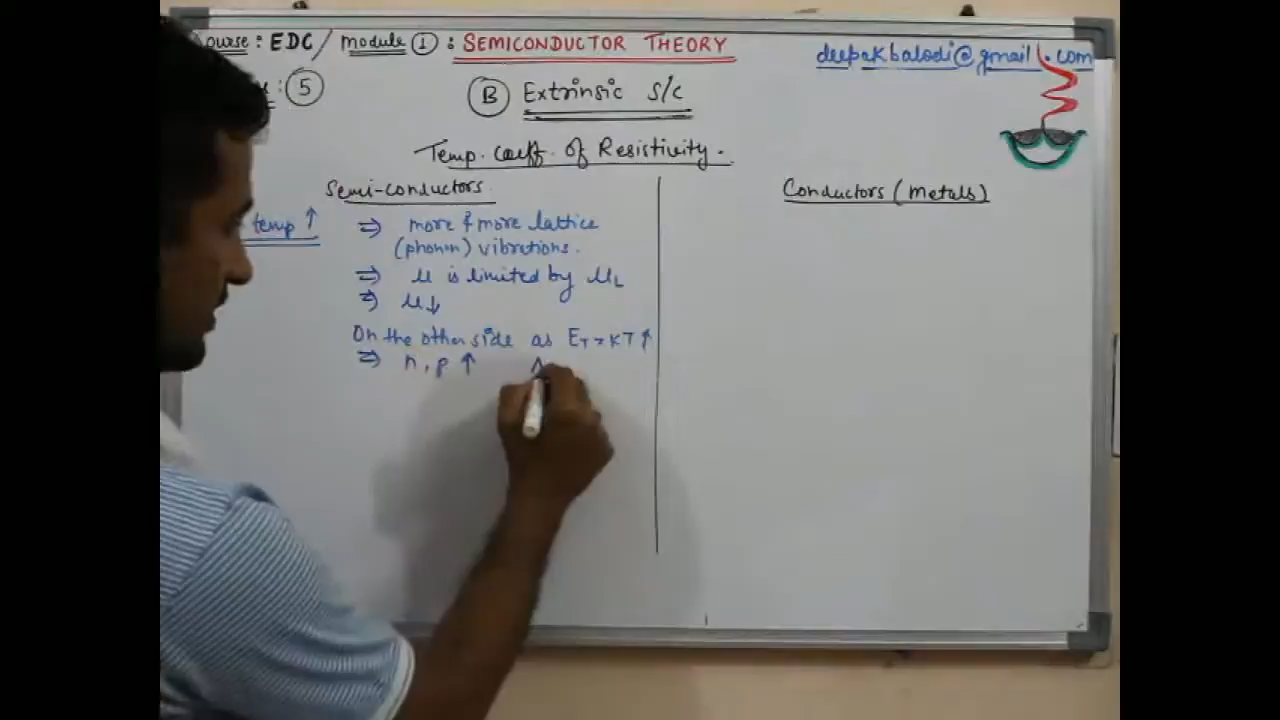 ourse: EDC / Module ① : SEMICONDUCTOR THEORY
deepakbalodi@gmail.com
: ⑤
Ⓑ Extrinsic S/C
Temp. coeff. of Resistivity.
Semi-conductors
temp ↑ ⇒ more & more lattice
(phonon) vibrations.
⇒ μ is limited by μL
⇒ μ↓
On the other side as ET = KT ↑
⇒ n, p ↑
Conductors (Metals)